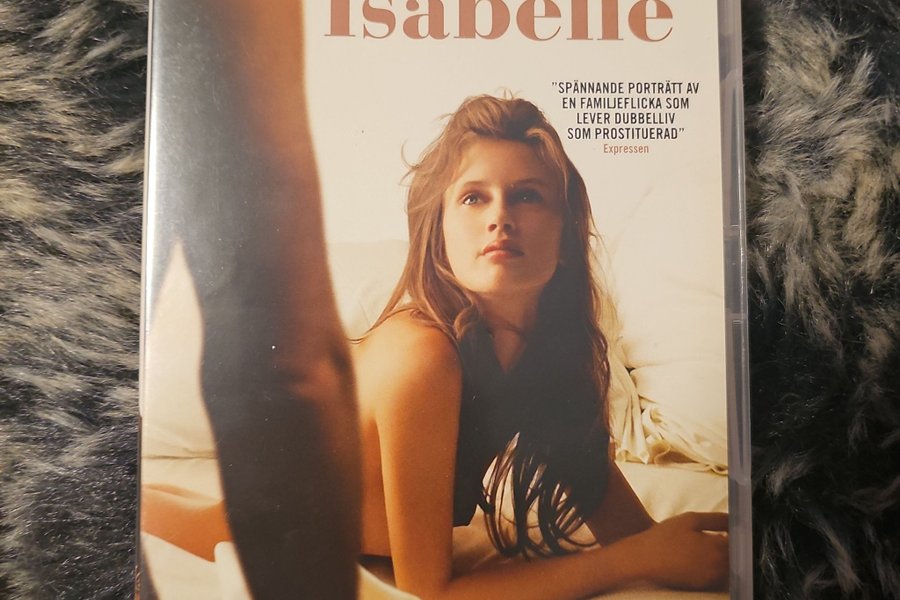 Isabelle
"SPÄNNANDE PORTRÄTT AV
EN FAMILJEFLICKA SOM
LEVER DUBBELLIV
SOM PROSTITUERAD"
Expressen